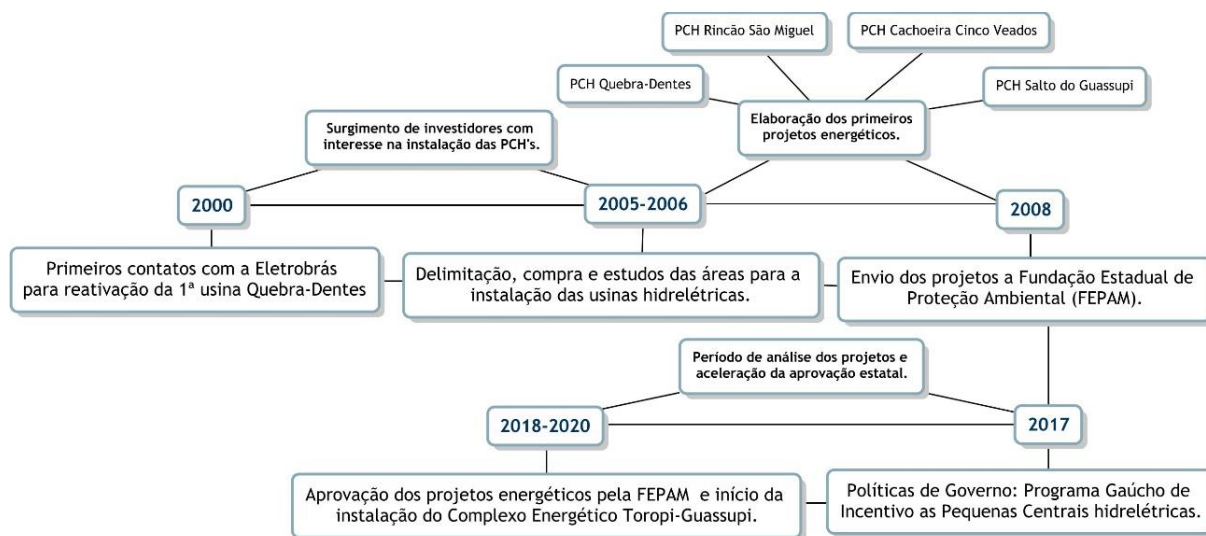 PCH Rincão São Miguel
PCH Cachoeira Cinco Veados
PCH Quebra-Dentes
PCH Salto do Guassupi
Elaboração dos primeiros
projetos energéticos.
Surgimento de investidores com
interesse na instalação das PCH's.
2000
2005-2006
2008
Primeiros contatos com a Eletrobrás
para reativação da 1ª usina Quebra-Dentes
Delimitação, compra e estudos das áreas para a
instalação das usinas hidrelétricas.
Envio dos projetos a Fundação Estadual de
Proteção Ambiental (FEPAM).
Período de análise dos projetos e
aceleração da aprovação estatal.
2018-2020
2017
Aprovação dos projetos energéticos pela FEPAM e início da
instalação do Complexo Energético Toropi-Guassupi.
Políticas de Governo: Programa Gaúcho de
Incentivo as Pequenas Centrais hidrelétricas.